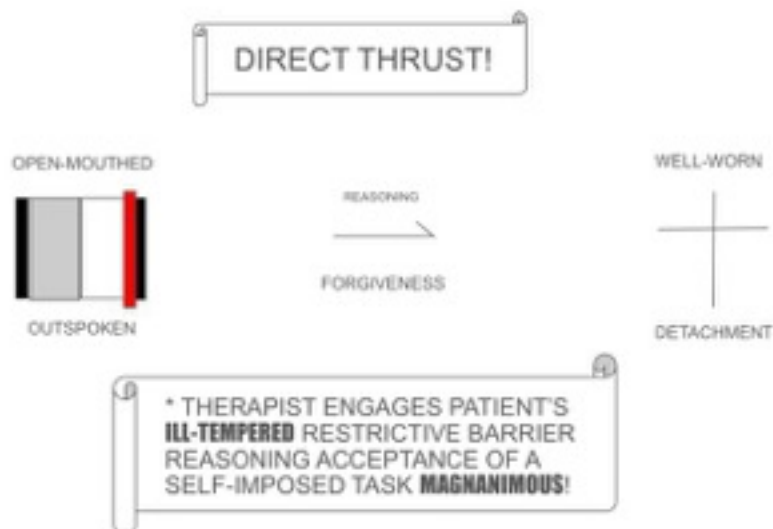 DIRECT THRUST!
OPEN-MOUTHED
OUTSPOKEN
REASONING
FORGIVENESS
WELL-WORN
DETACHMENT
* THERAPIST ENGAGES PATIENT'S
ILL-TEMPERED RESTRICTIVE BARRIER
REASONING ACCEPTANCE OF A
SELF-IMPOSED TASK MAGNANIMOUS!